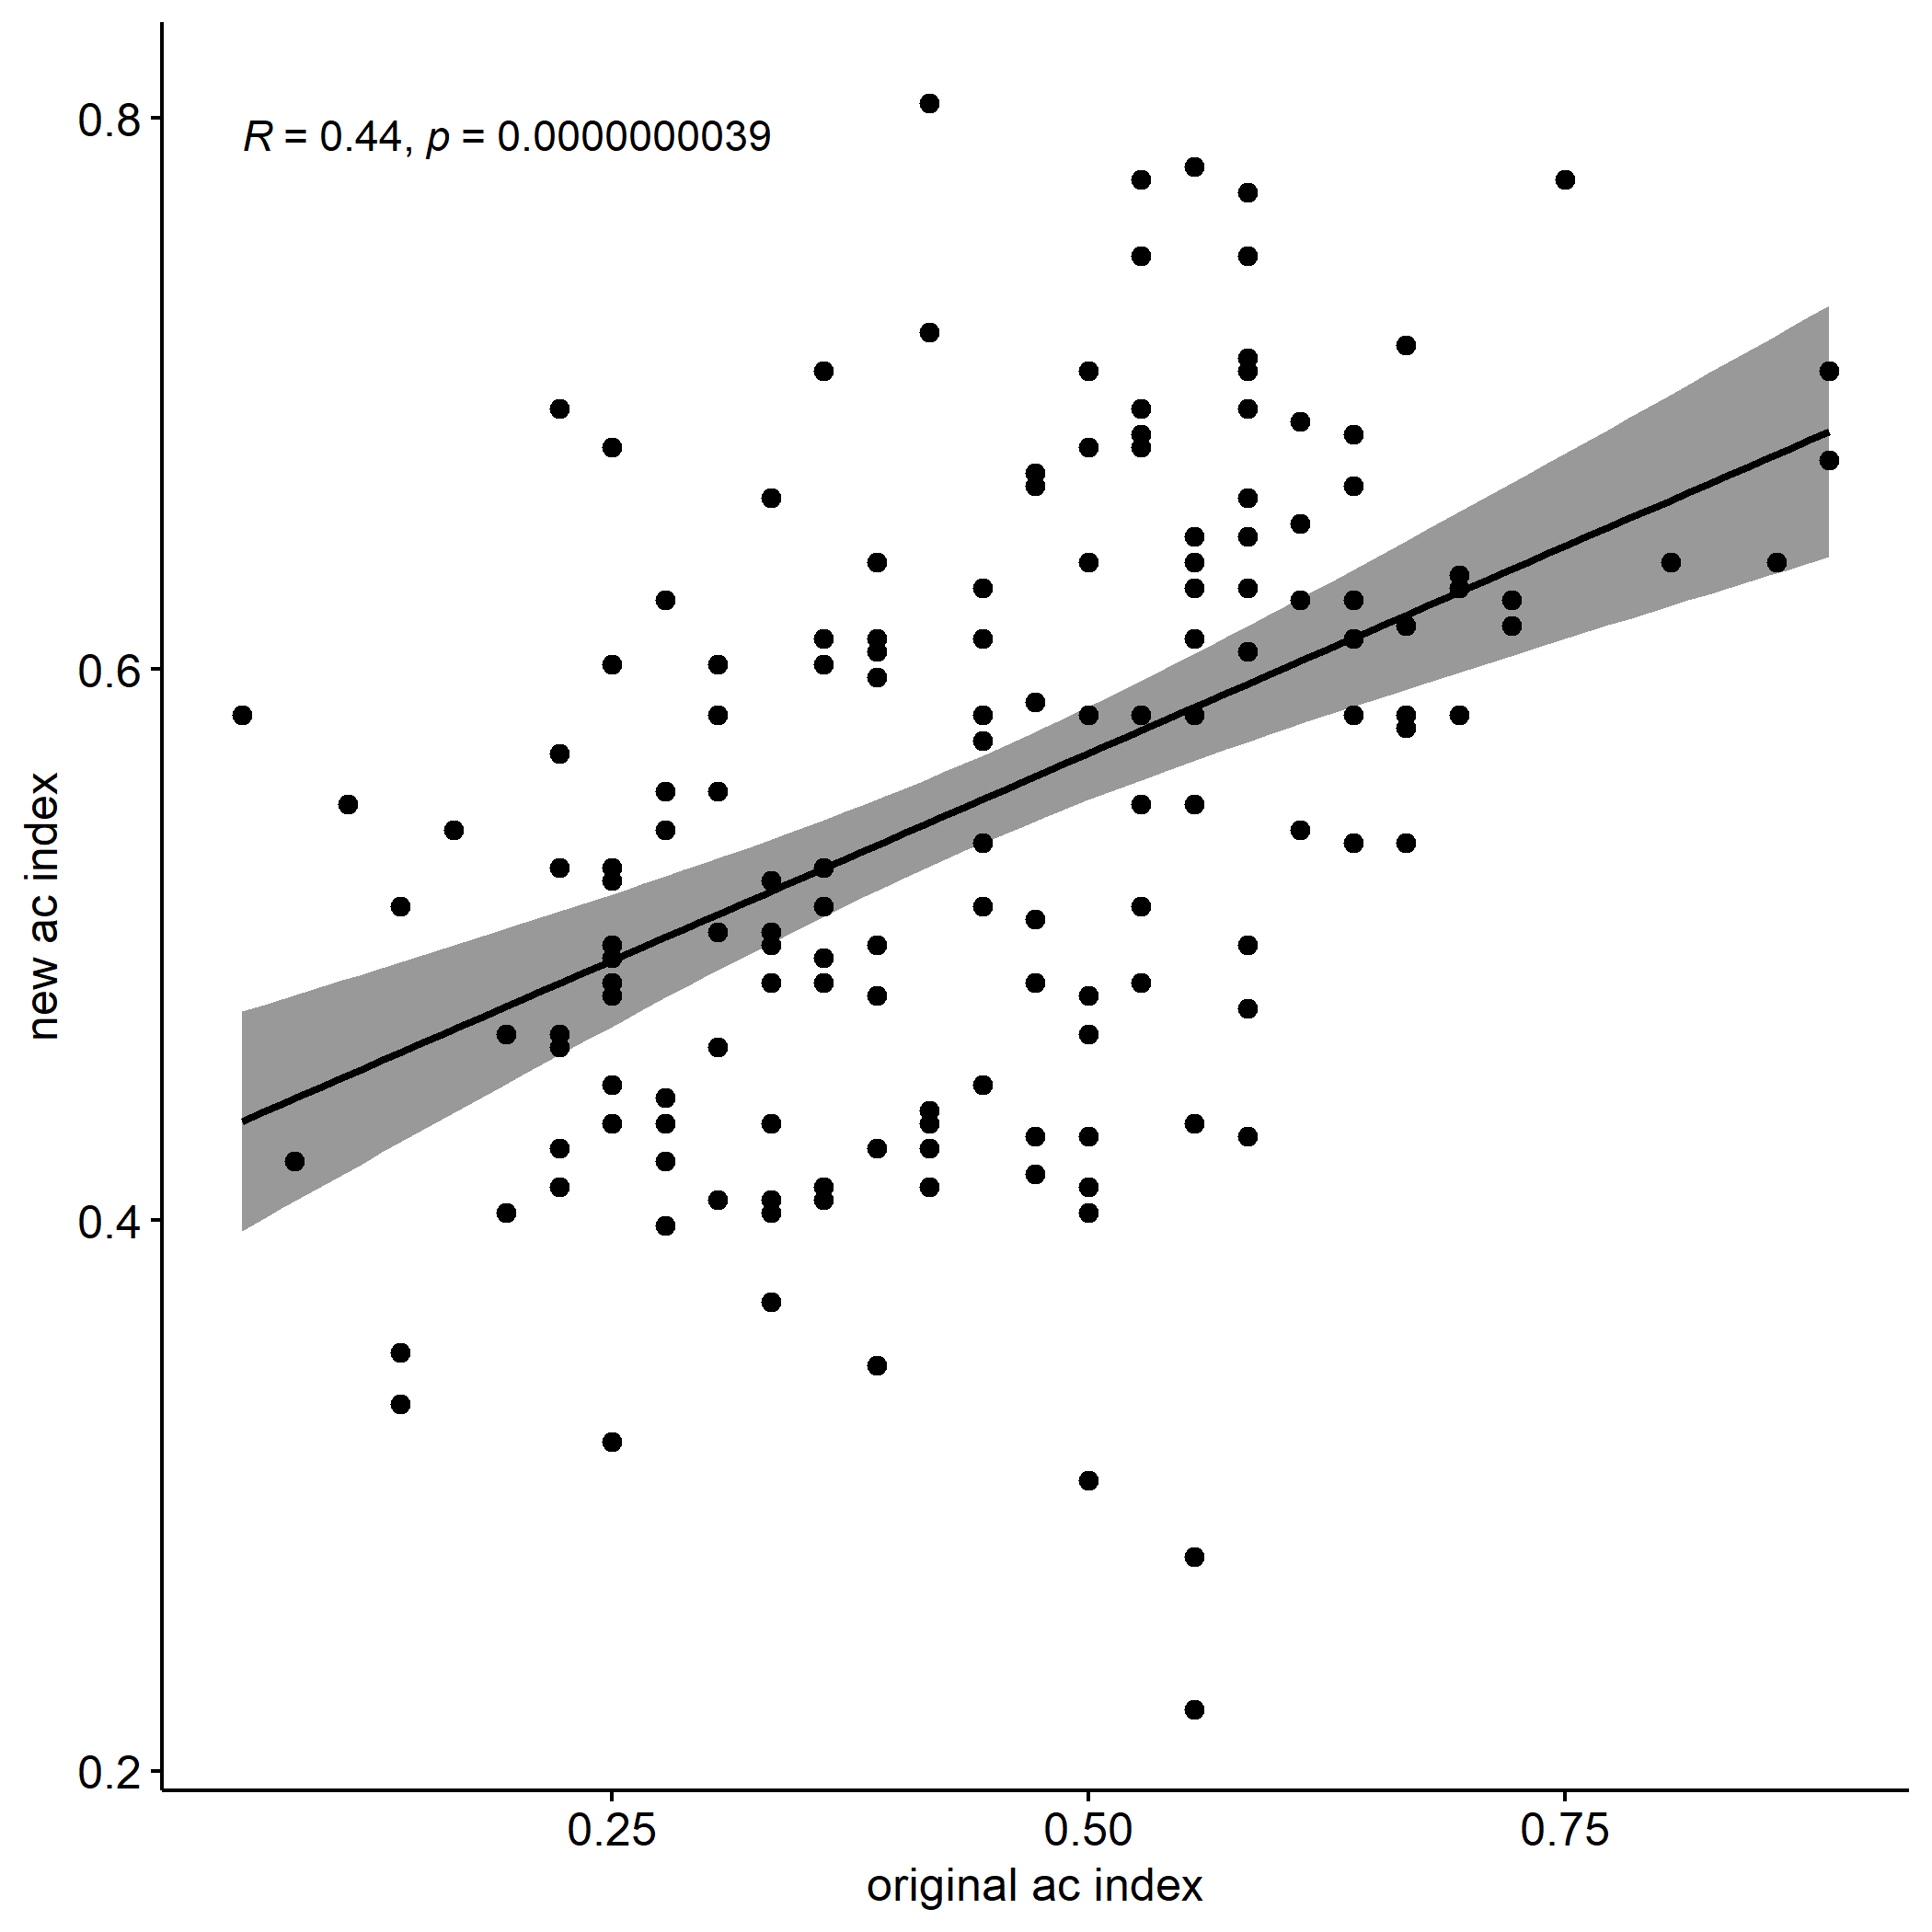 R = 0.44, p = 0.0000000039
0.8
0.6
0.4
0.2
new ac index
0.25 0.50 0.75
original ac index